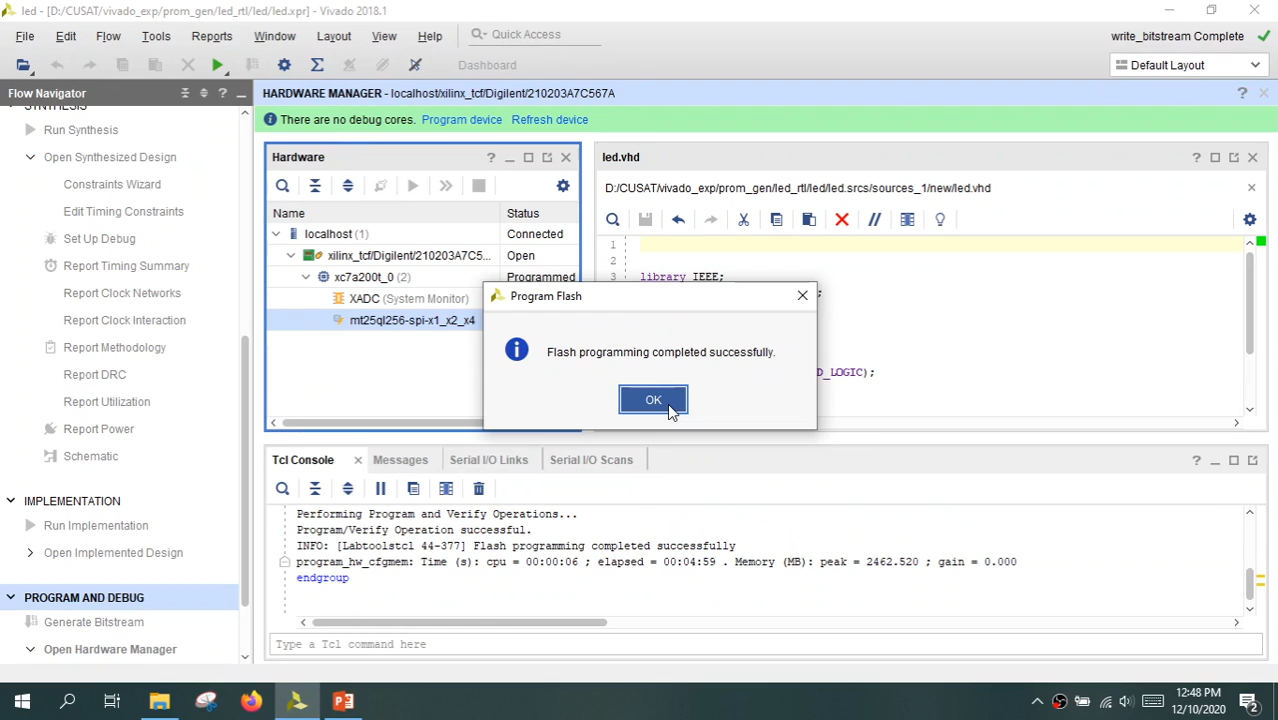 led - [D:/CUSAT/vivado_exp/prom_gen/led_rtl/led/led.xpr] - Vivado 2018.1
File Edit Flow Tools Reports Window Layout View Help Quick Access write_bitstream Complete
Dashboard Default Layout
Flow Navigator
HARDWARE MANAGER - localhost/xilinx_tcf/Digilent/210203A7C567A
SYNTHESIS
There are no debug cores. Program device Refresh device
Run Synthesis
Open Synthesized Design
Constraints Wizard
Edit Timing Constraints
Set Up Debug
Report Timing Summary
Report Clock Networks
Report Clock Interaction
Report Methodology
Report DRC
Report Utilization
Report Power
Schematic
IMPLEMENTATION
Run Implementation
Open Implemented Design
PROGRAM AND DEBUG
Generate Bitstream
Open Hardware Manager
Hardware
Name Status
localhost (1) Connected
xilinx_tcf/Digilent/210203A7C5... Open
xc7a200t_0 (2) Programmed
XADC (System Monitor)
mt25ql256-spi-x1_x2_x4
led.vhd
D:/CUSAT/vivado_exp/prom_gen/led_rtl/led/led.srcs/sources_1/new/led.vhd
1
2
3 library IEEE;
;
D_LOGIC);
Program Flash
Flash programming completed successfully.
OK
Tcl Console Messages Serial I/O Links Serial I/O Scans
Performing Program and Verify Operations...
Program/Verify Operation successful.
INFO: [Labtoolstcl 44-377] Flash programming completed successfully
program_hw_cfgmem: Time (s): cpu = 00:00:06 ; elapsed = 00:04:59 . Memory (MB): peak = 2462.520 ; gain = 0.000
endgroup
Type a Tcl command here
12:48 PM
12/10/2020
2